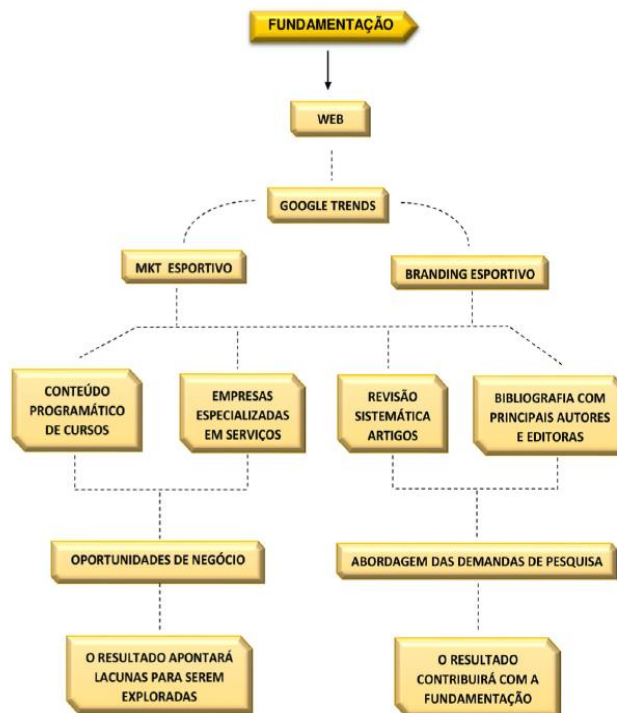 FUNDAMENTAÇÃO
WEB
GOOGLE TRENDS
MKT ESPORTIVO
BRANDING ESPORTIVO
CONTEÚDO
PROGRAMÁTICO
DE CURSOS
EMPRESAS
ESPECIALIZADAS
EM SERVIÇOS
REVISÃO
SISTEMÁTICA
ARTIGOS
BIBLIOGRAFIA COM
PRINCIPAIS AUTORES
E EDITORAS
OPORTUNIDADES DE NEGÓCIO
ABORDAGEM DAS DEMANDAS DE PESQUISA
O RESULTADO APONTARÁ
LACUNAS PARA SEREM
EXPLORADAS
O RESULTADO
CONTRIBUIRÁ COM A
FUNDAMENTAÇÃO